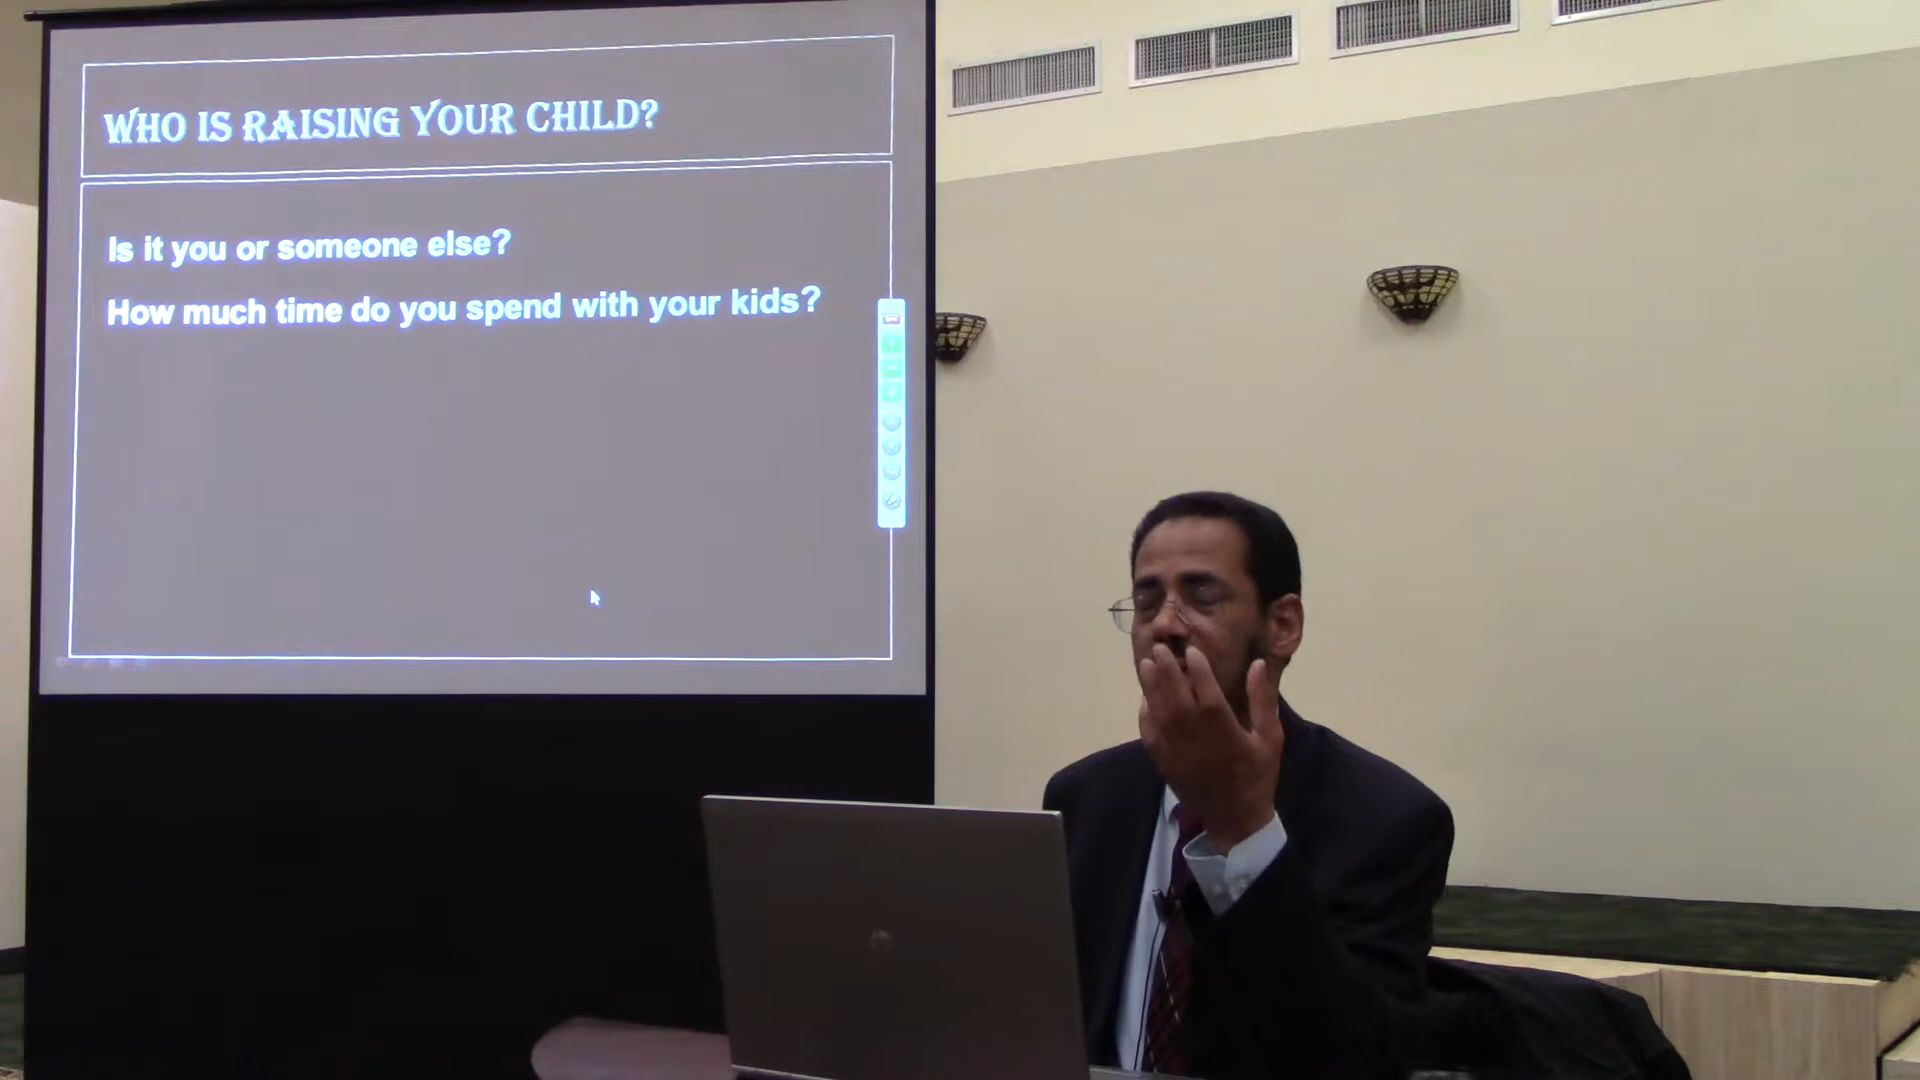 WHO IS RAISING YOUR CHILD?
Is it you or someone else?
How much time do you spend with your kids?